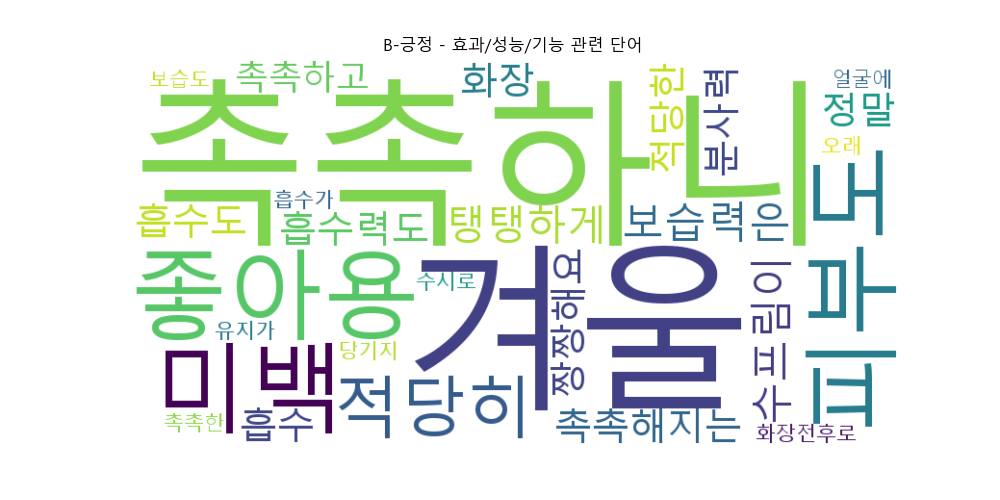 B-긍정 - 효과/성능/기능 관련 단어
보습도
촉촉하고
화장
적당한
분사력
얼굴에
정말
촉촉하니
오래
흡수가
흡수도
흡수력도
탱탱하게
보습력은
피부도
좋아용
겨울
수시로
짱짱해요
수프림이
유지가
당기지
미백
적당히
촉촉한
흡수
촉촉해지는
화장전후로